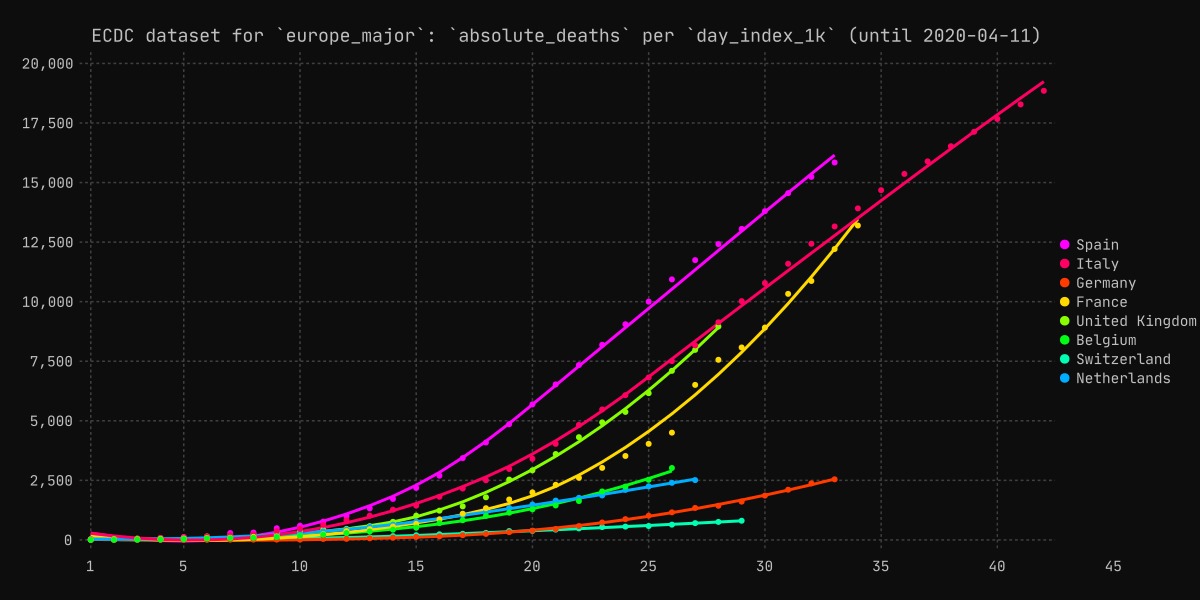 ECDC dataset for `europe_major`: `absolute_deaths` per `day_index_1k` (until 2020-04-11)
20,000
17,500
15,000
12,500
10,000
7,500
5,000
2,500
0
1 5 10 15 20 25 30 35 40 45
Spain
Italy
Germany
France
United Kingdom
Belgium
Switzerland
Netherlands